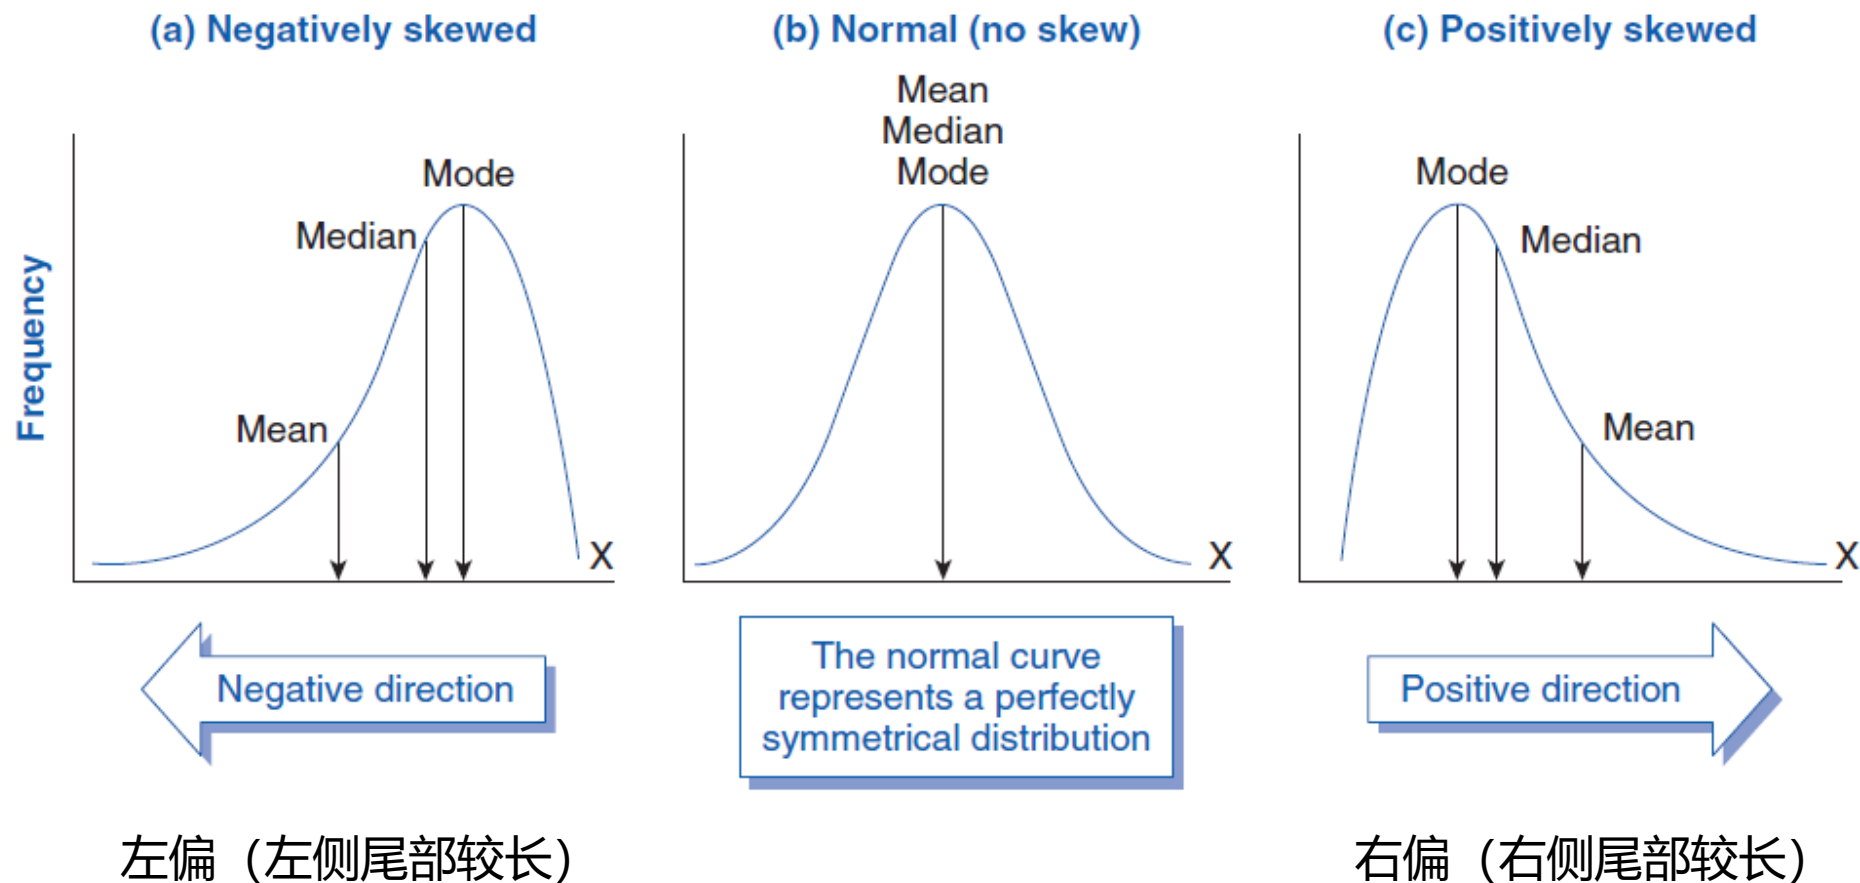 (a) Negatively skewed
(b) Normal (no skew)
(c) Positively skewed
Frequency
Mode
Median
Mean
X
Mean
Median
Mode
X
Mode
Median
Mean
X
Negative direction
The normal curve
represents a perfectly
symmetrical distribution
Positive direction
左偏（左侧尾部较长）
右偏（右侧尾部较长）